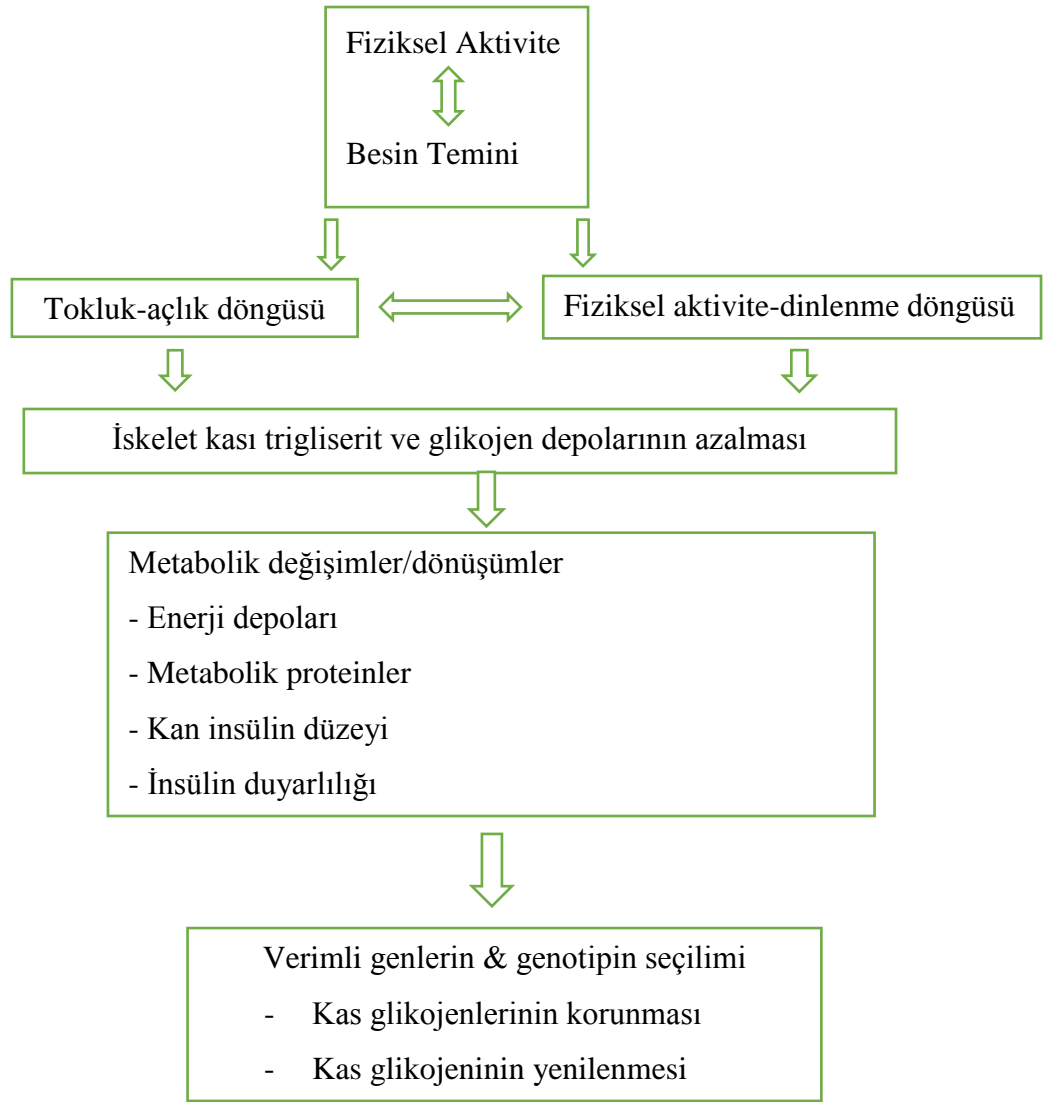 Fiziksel Aktivite
Besin Temini
Tokluk-açlık döngüsü
Fiziksel aktivite-dinlenme döngüsü
İskelet kası trigliserit ve glikojen depolarının azalması
Metabolik değişimler/dönüşümler
- Enerji depoları
- Metabolik proteinler
- Kan insülin düzeyi
- İnsülin duyarlılığı
Verimli genlerin & genotipin seçilimi
- Kas glikojenlerinin korunması
- Kas glikojeninin yenilenmesi